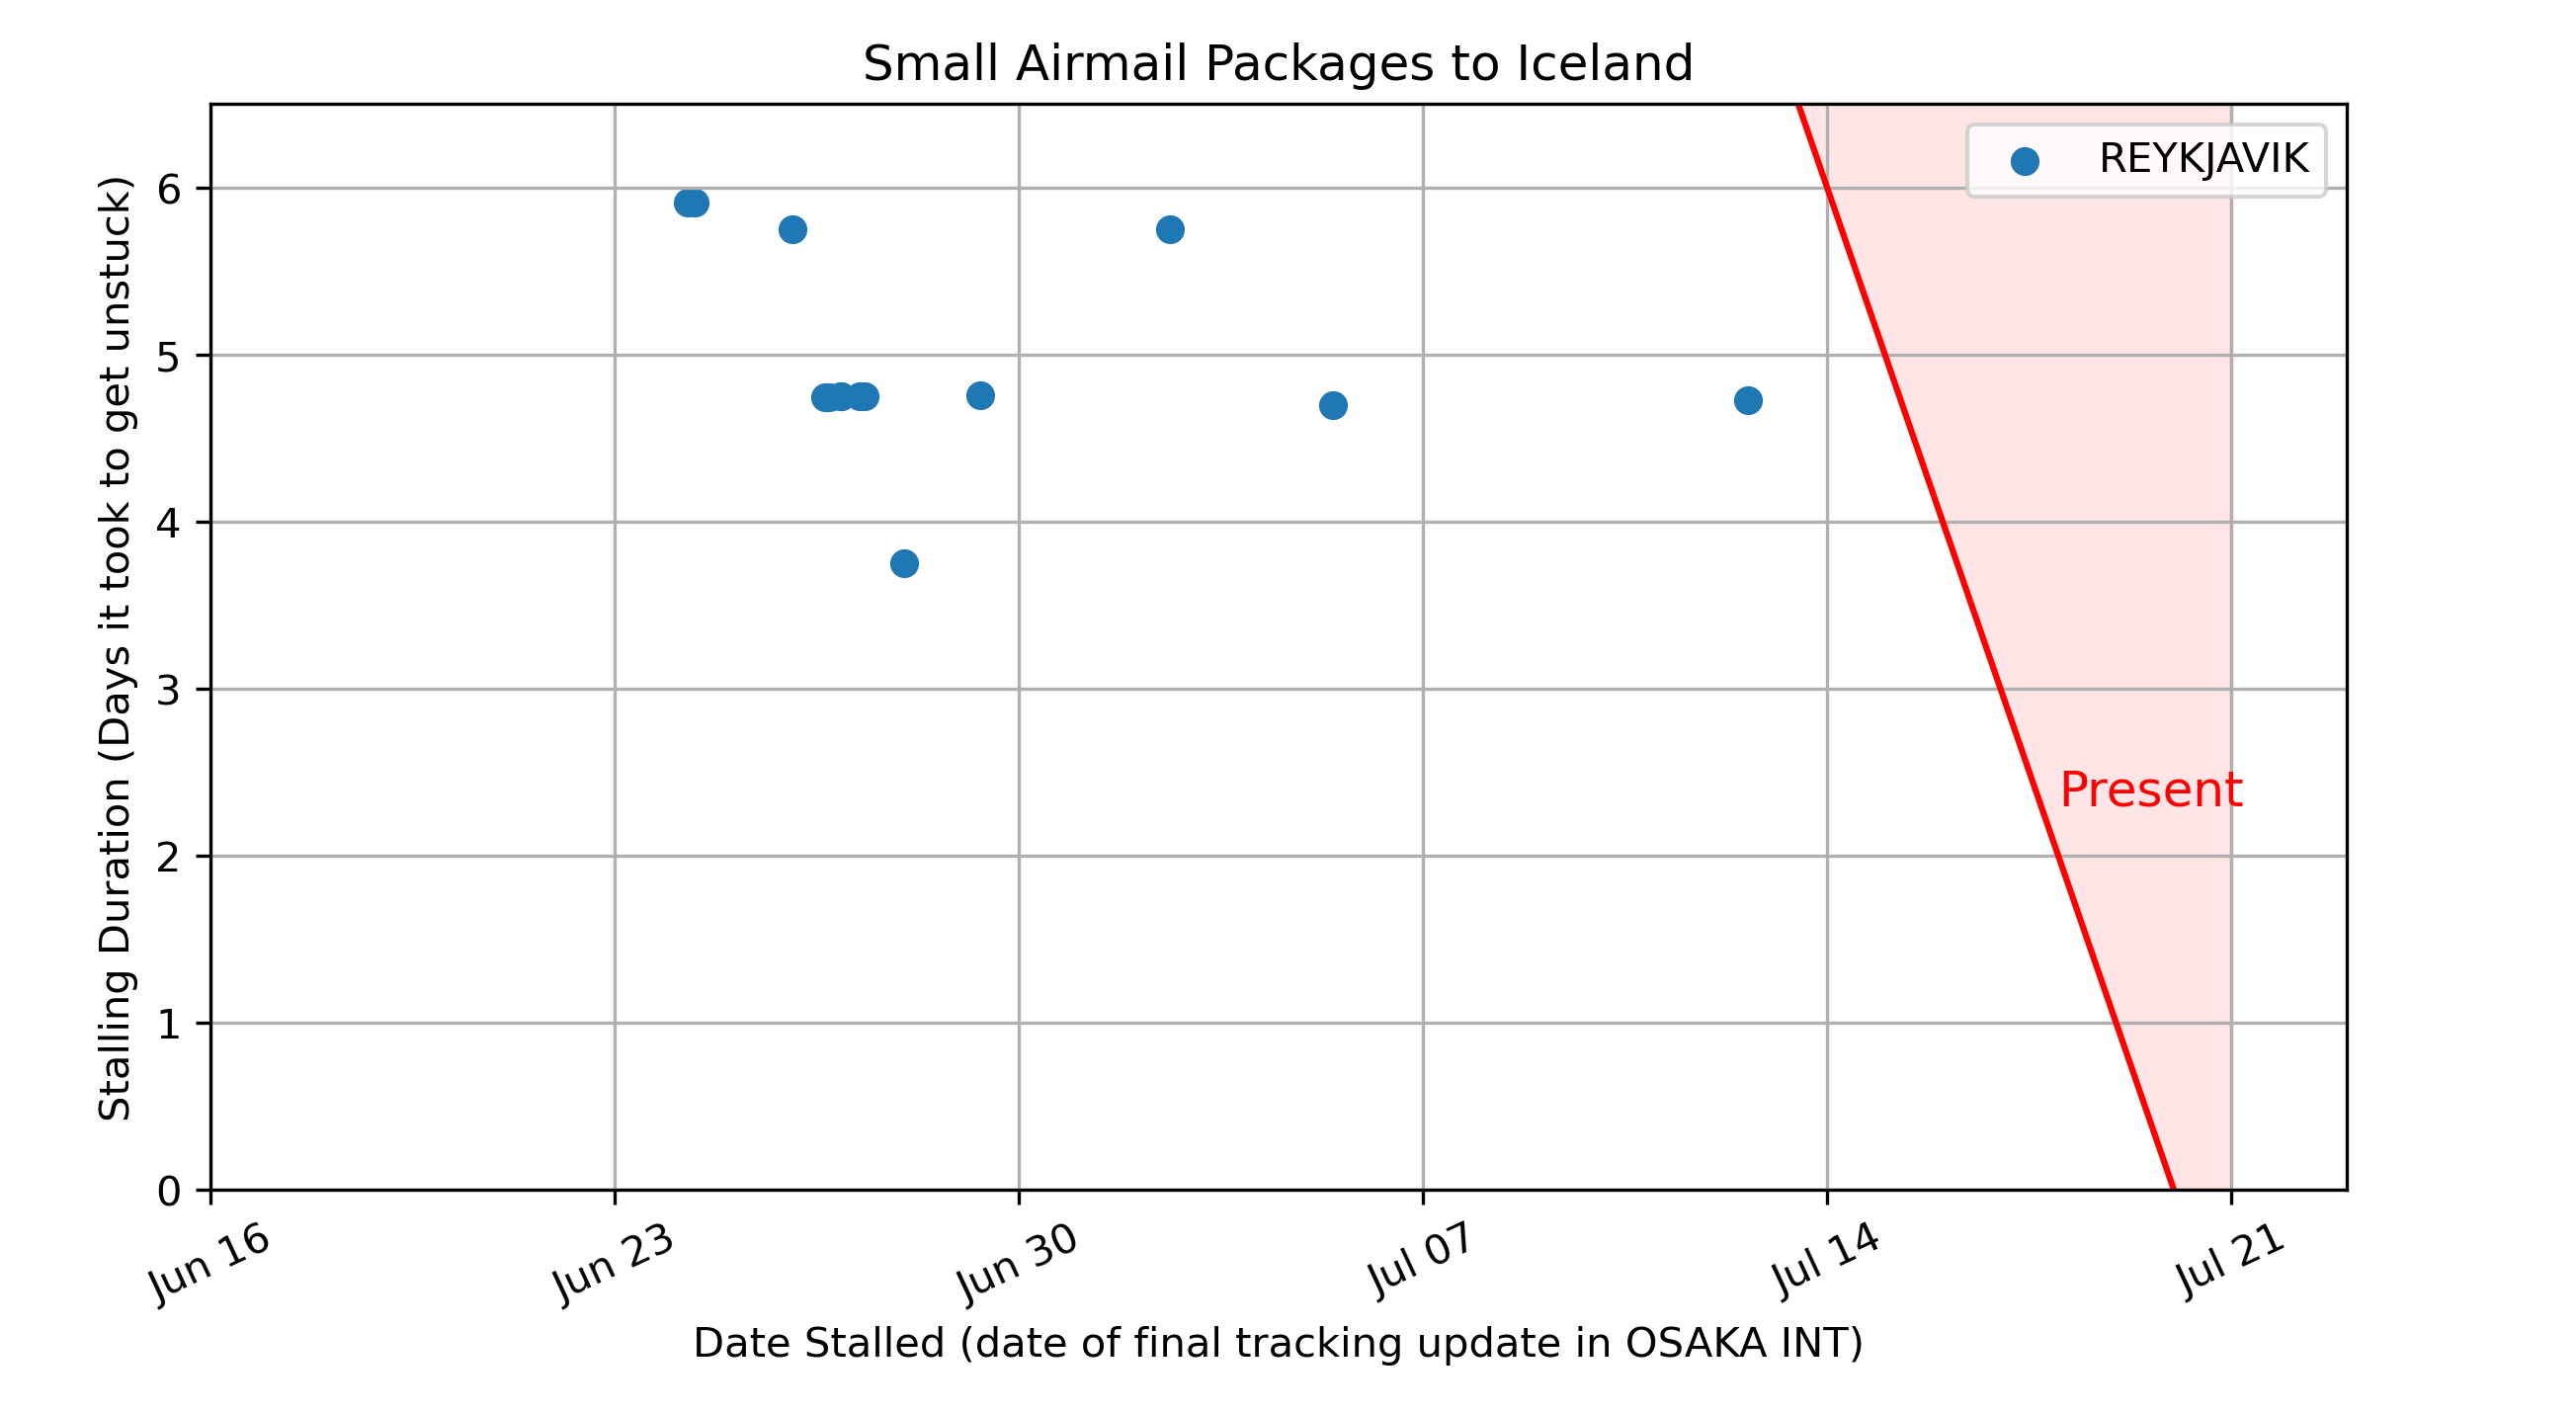 Small Airmail Packages to Iceland
REYKJAVIK
Stalling Duration (Days it took to get unstuck)
6
5
4
3
2
1
0
Present
Jun 16
Jun 23
Jun 30
Jul 07
Jul 14
Jul 21
Date Stalled (date of final tracking update in OSAKA INT)